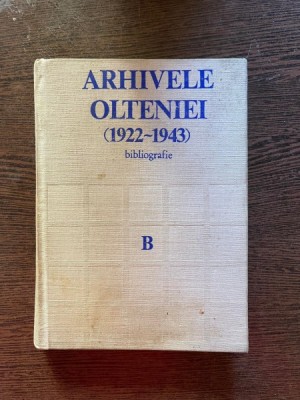 ARHIVELE
OLTENIEI
(1922~1943)
bibliografie
B